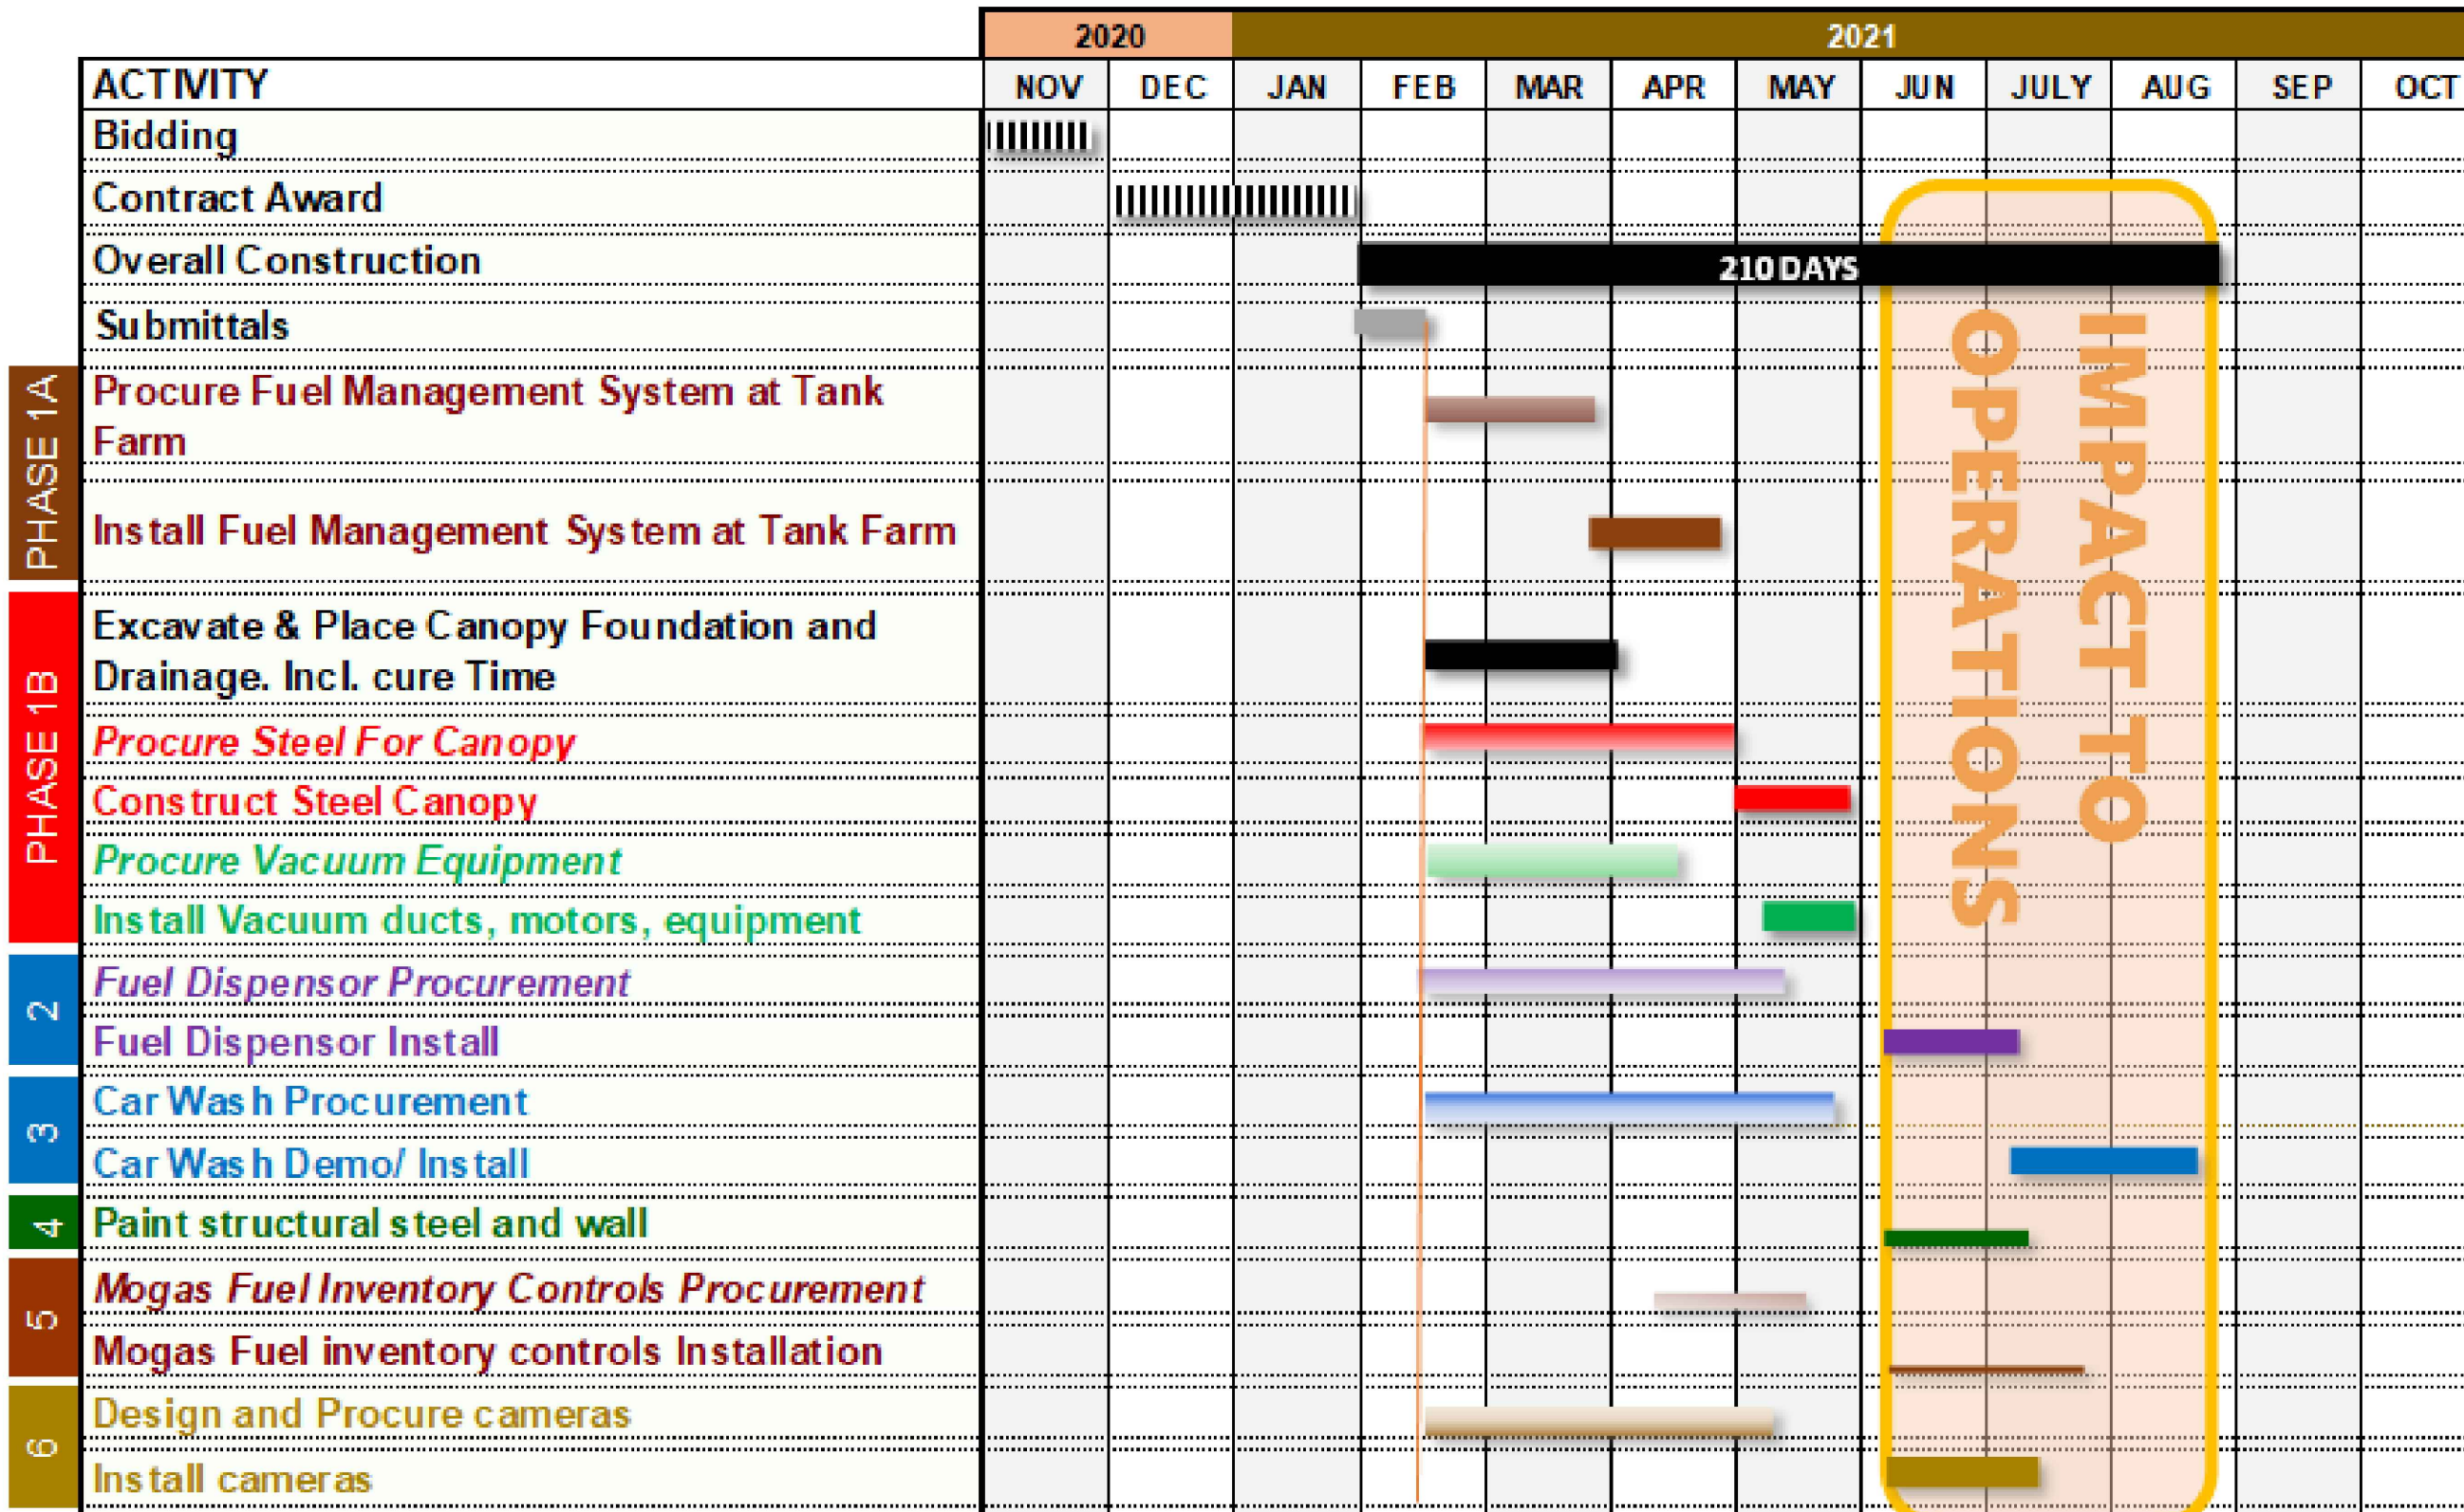 2020 2021
ACTIVITY NOV DEC JAN FEB MAR APR MAY JUN JULY AUG SEP OCT
Bidding
Contract Award
Overall Construction 210 DAYS
Submittals
PHASE 1A
Procure Fuel Management System at Tank
Farm
Install Fuel Management System at Tank Farm
PHASE 1B
Excavate & Place Canopy Foundation and
Drainage. Incl. cure Time
Procure Steel For Canopy
Construct Steel Canopy
Procure Vacuum Equipment
Install Vacuum ducts, motors, equipment
2
Fuel Dispensor Procurement
Fuel Dispensor Install
3
Car Wash Procurement
Car Wash Demo/ Install
4
Paint structural steel and wall
5
Mogas Fuel Inventory Controls Procurement
Mogas Fuel inventory controls Installation
6
Design and Procure cameras
Install cameras
IMPACT TO
OPERATIONS